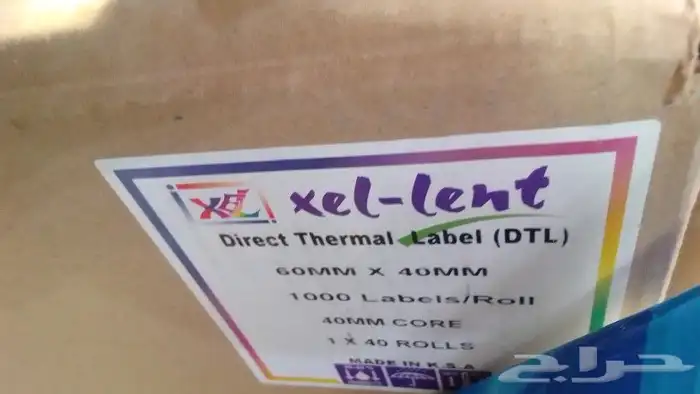 XEL xel-lent
Direct Thermal Label (DTL)
60MM X 40MM
1000 Labels/Roll
40MM CORE
1 X 40 ROLLS
MADE IN K.S.A
حراج